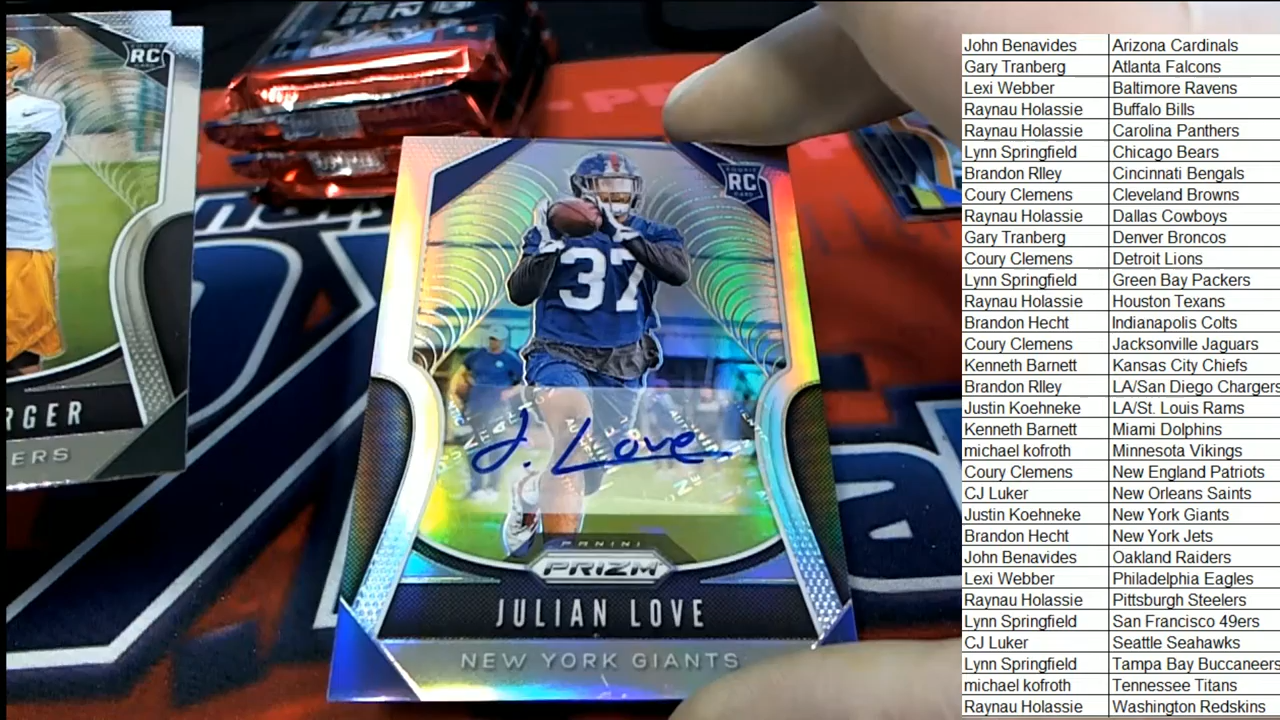 RC
RGER
ERS
ROOKIE
RC
CARD
37
J. Love
PANINI
PRIZM
JULIAN LOVE
NEW YORK GIANTS
John Benavides Arizona Cardinals
Gary Tranberg Atlanta Falcons
Lexi Webber Baltimore Ravens
Raynau Holassie Buffalo Bills
Raynau Holassie Carolina Panthers
Lynn Springfield Chicago Bears
Brandon RIley Cincinnati Bengals
Coury Clemens Cleveland Browns
Raynau Holassie Dallas Cowboys
Gary Tranberg Denver Broncos
Coury Clemens Detroit Lions
Lynn Springfield Green Bay Packers
Raynau Holassie Houston Texans
Brandon Hecht Indianapolis Colts
Coury Clemens Jacksonville Jaguars
Kenneth Barnett Kansas City Chiefs
Brandon RIley LA/San Diego Chargers
Justin Koehneke LA/St. Louis Rams
Kenneth Barnett Miami Dolphins
michael kofroth Minnesota Vikings
Coury Clemens New England Patriots
CJ Luker New Orleans Saints
Justin Koehneke New York Giants
Brandon Hecht New York Jets
John Benavides Oakland Raiders
Lexi Webber Philadelphia Eagles
Raynau Holassie Pittsburgh Steelers
Lynn Springfield San Francisco 49ers
CJ Luker Seattle Seahawks
Lynn Springfield Tampa Bay Buccaneers
michael kofroth Tennessee Titans
Raynau Holassie Washington Redskins